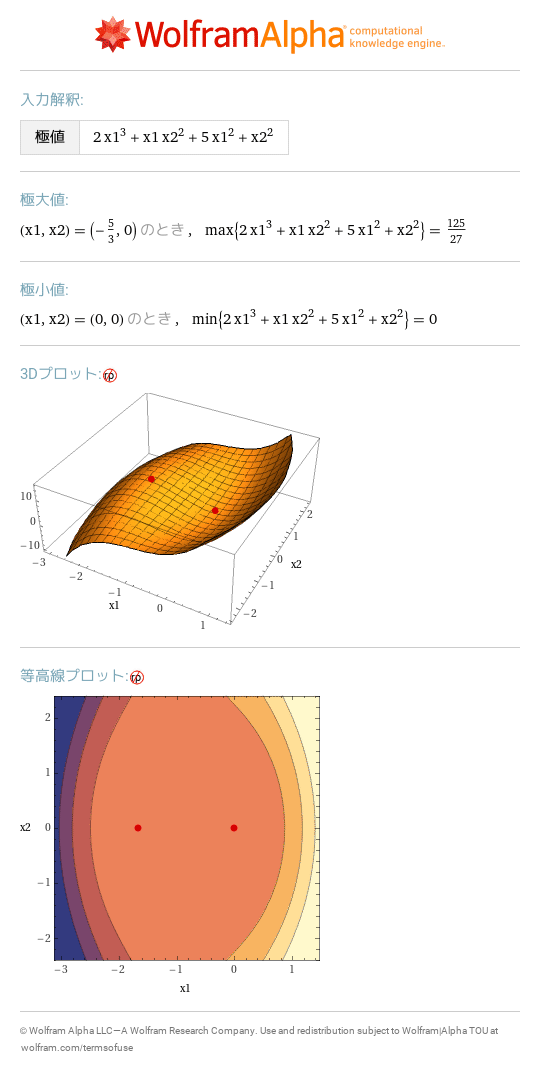 WolframAlpha™ computational knowledge engine™
入力解釈:
極値 2 x1^3 + x1 x2^2 + 5 x1^2 + x2^2
極大値:
(x1, x2) = (-5/3, 0) のとき , max{2 x1^3 + x1 x2^2 + 5 x1^2 + x2^2} = 125/27
極小値:
(x1, x2) = (0, 0) のとき , min{2 x1^3 + x1 x2^2 + 5 x1^2 + x2^2} = 0
3Dプロット:
10
0
-10
-3
-2
-1
0
1
x1
2
1
0
-1
-2
x2
等高線プロット:
2
1
0
-1
-2
x2
-3 -2 -1 0 1
x1
© Wolfram Alpha LLC—A Wolfram Research Company. Use and redistribution subject to Wolfram|Alpha TOU at
wolfram.com/termsofuse